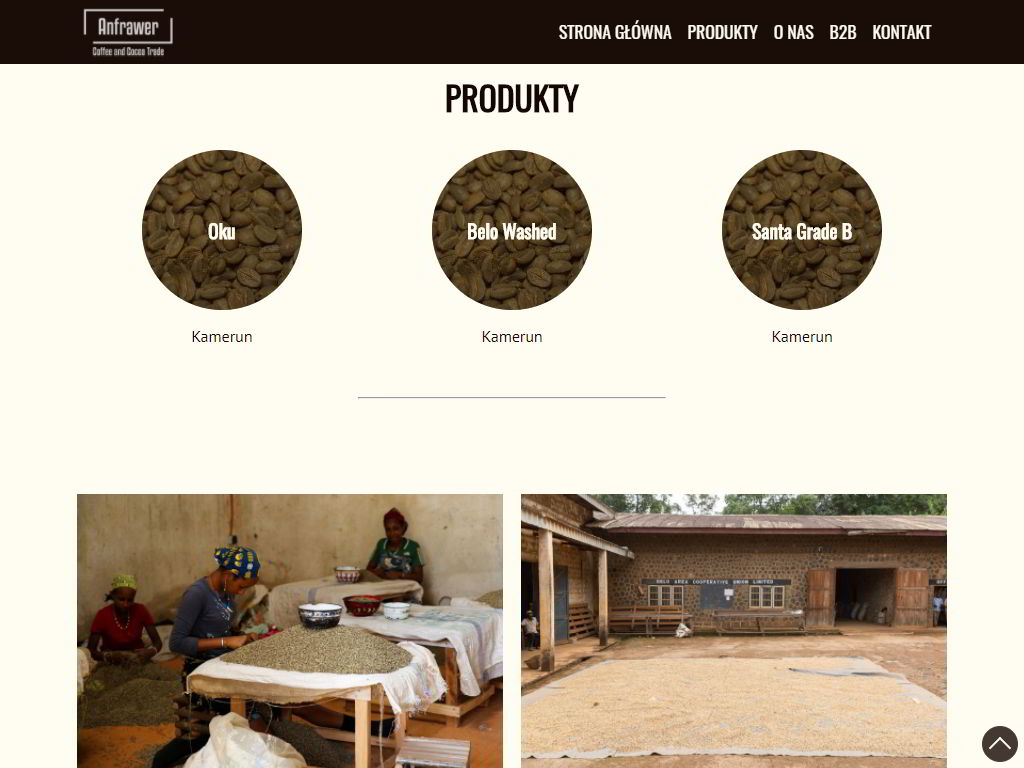 Anfrawer
Coffee and Cocoa Trade
STRONA GŁÓWNA PRODUKTY O NAS B2B KONTAKT
PRODUKTY
Oku
Belo Washed
Santa Grade B
Kamerun
Kamerun
Kamerun
BELO AREA COOPERATIVE UNION LIMITED